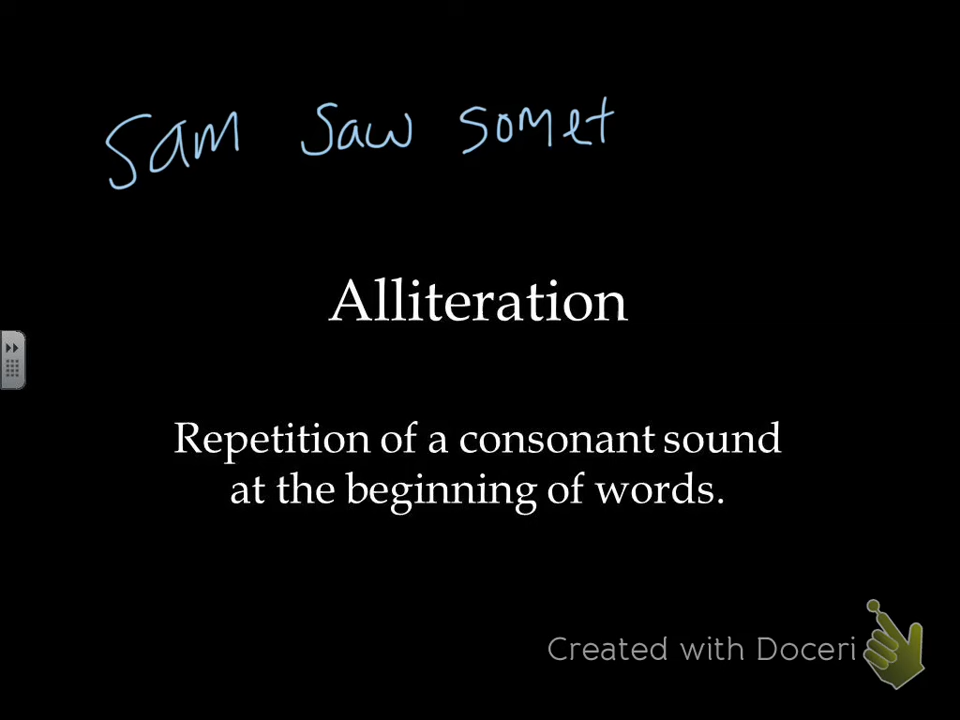 Sam Saw somet
Alliteration
Repetition of a consonant sound
at the beginning of words.
Created with Doceri